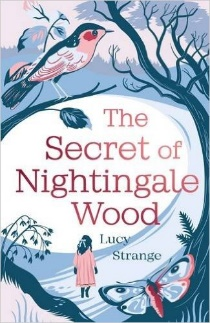 The
Secret of
Nightingale
Wood
Lucy
Strange